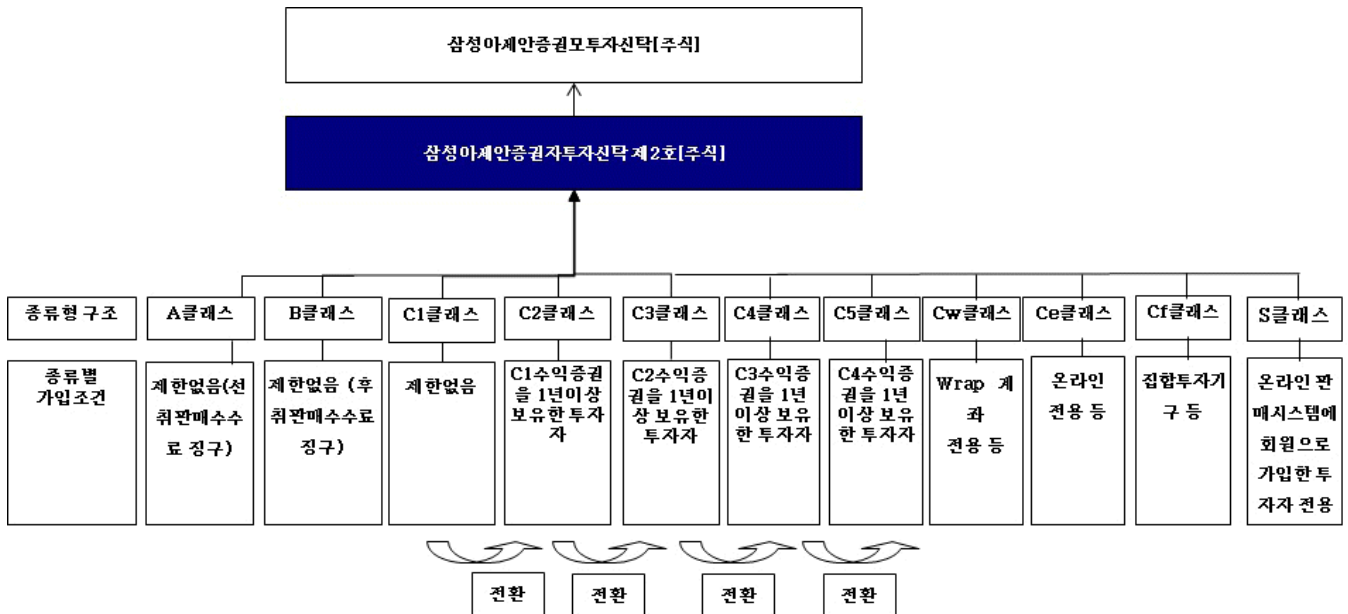 삼성아세안증권모투자신탁[주식]
삼성아세안증권자투자신탁 제2호[주식]
종류형 구조
A클래스
B클래스
C1클래스
C2클래스
C3클래스
C4클래스
C5클래스
Cw클래스
Ce클래스
Cf클래스
S클래스
종류별
가입조건
제한없음(선
취판매수수
료 징구)
제한없음 (후
취판매수수료
징구)
제한없음
C1수익증권
을 1년이상
보유한 투자
자
C2수익증
권을 1년이
상 보유한
투자자
C3수익증
권을 1년
이상 보유
한 투자자
C4수익증
권을 1년
이상 보유
한 투자자
Wrap 계
좌
전용 등
온라인
전용 등
집합투자기
구 등
온라인 판
매시스템에
회원으로
가입한 투
자자 전용
전환
전환
전환
전환